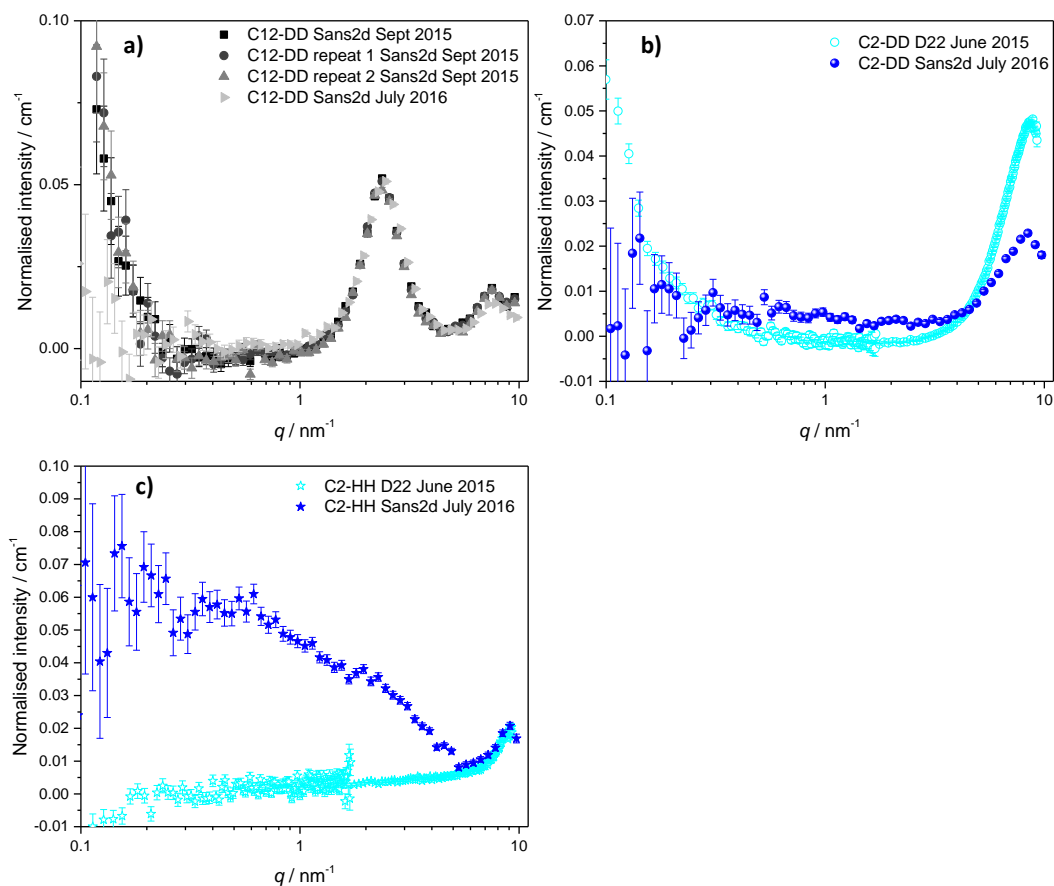 a)
C12-DD Sans2d Sept 2015
C12-DD repeat 1 Sans2d Sept 2015
C12-DD repeat 2 Sans2d Sept 2015
C12-DD Sans2d July 2016
Normalised intensity / cm-1
0.10
0.05
0.00
0.1
1
10
q / nm-1
b)
C2-DD D22 June 2015
C2-DD Sans2d July 2016
Normalised intensity / cm-1
0.07
0.06
0.05
0.04
0.03
0.02
0.01
0.00
-0.01
0.1
1
10
q / nm-1
c)
C2-HH D22 June 2015
C2-HH Sans2d July 2016
Normalised intensity / cm-1
0.10
0.09
0.08
0.07
0.06
0.05
0.04
0.03
0.02
0.01
0.00
-0.01
0.1
1
10
q / nm-1